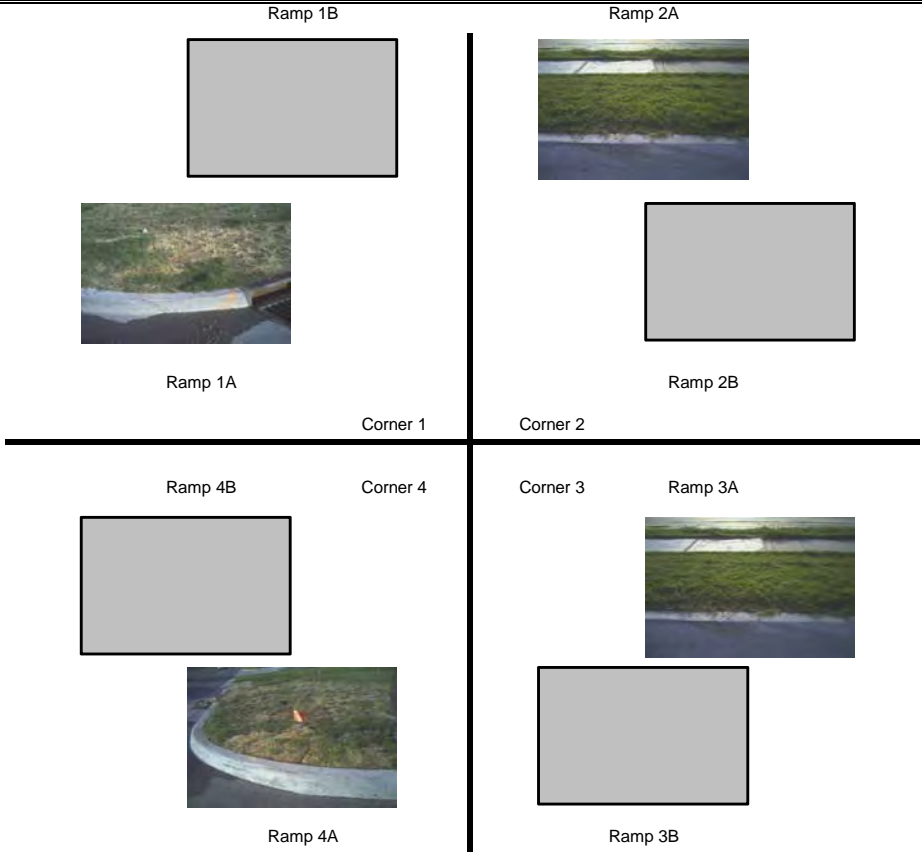 Ramp 1B Ramp 2A
Ramp 1A Ramp 2B
Corner 1 Corner 2
Ramp 4B Corner 4 Corner 3 Ramp 3A
Ramp 4A Ramp 3B